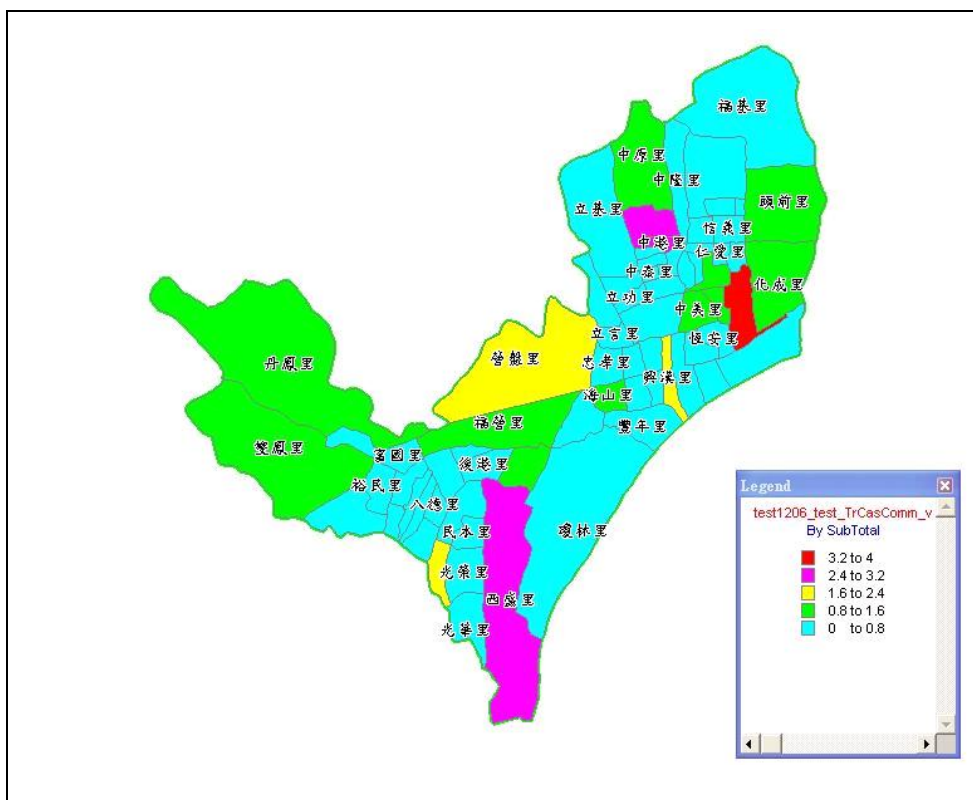 福基里
中原里
中隆里
頭前里
立基里
信義里
中港里
仁愛里
中泰里
化成里
立功里
中美里
立言里
恆安里
營盤里
忠孝里
興漢里
丹鳳里
海山里
福營里
豐年里
雙鳳里
富國里
後港里
裕民里
八德里
民本里
瓊林里
光榮里
西盛里
光華里
Legend
test1206_test_TrCasComm_v
By SubTotal
3.2 to 4
2.4 to 3.2
1.6 to 2.4
0.8 to 1.6
0 to 0.8